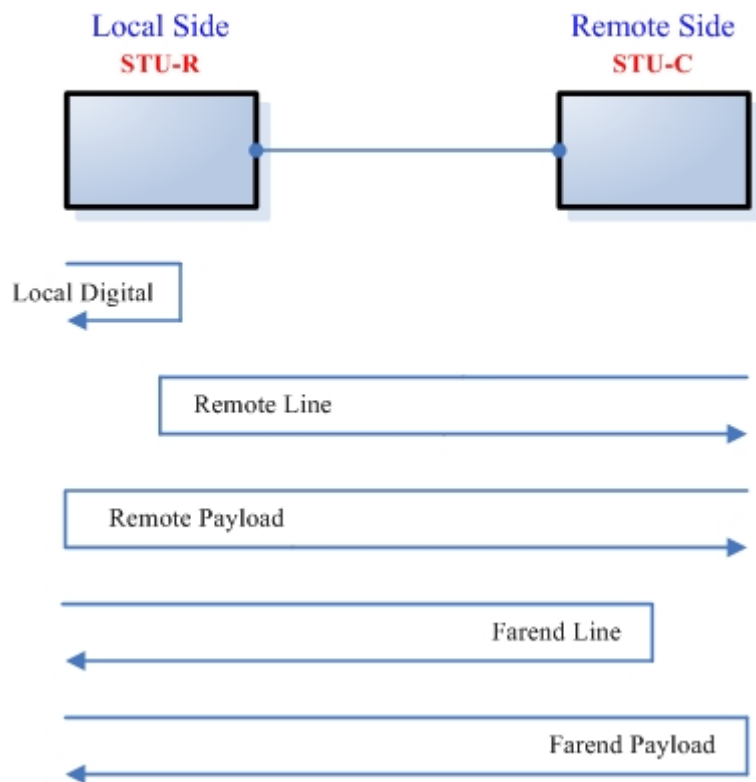 Local Side
STU-R
Remote Side
STU-C
Local Digital
Remote Line
Remote Payload
Farend Line
Farend Payload